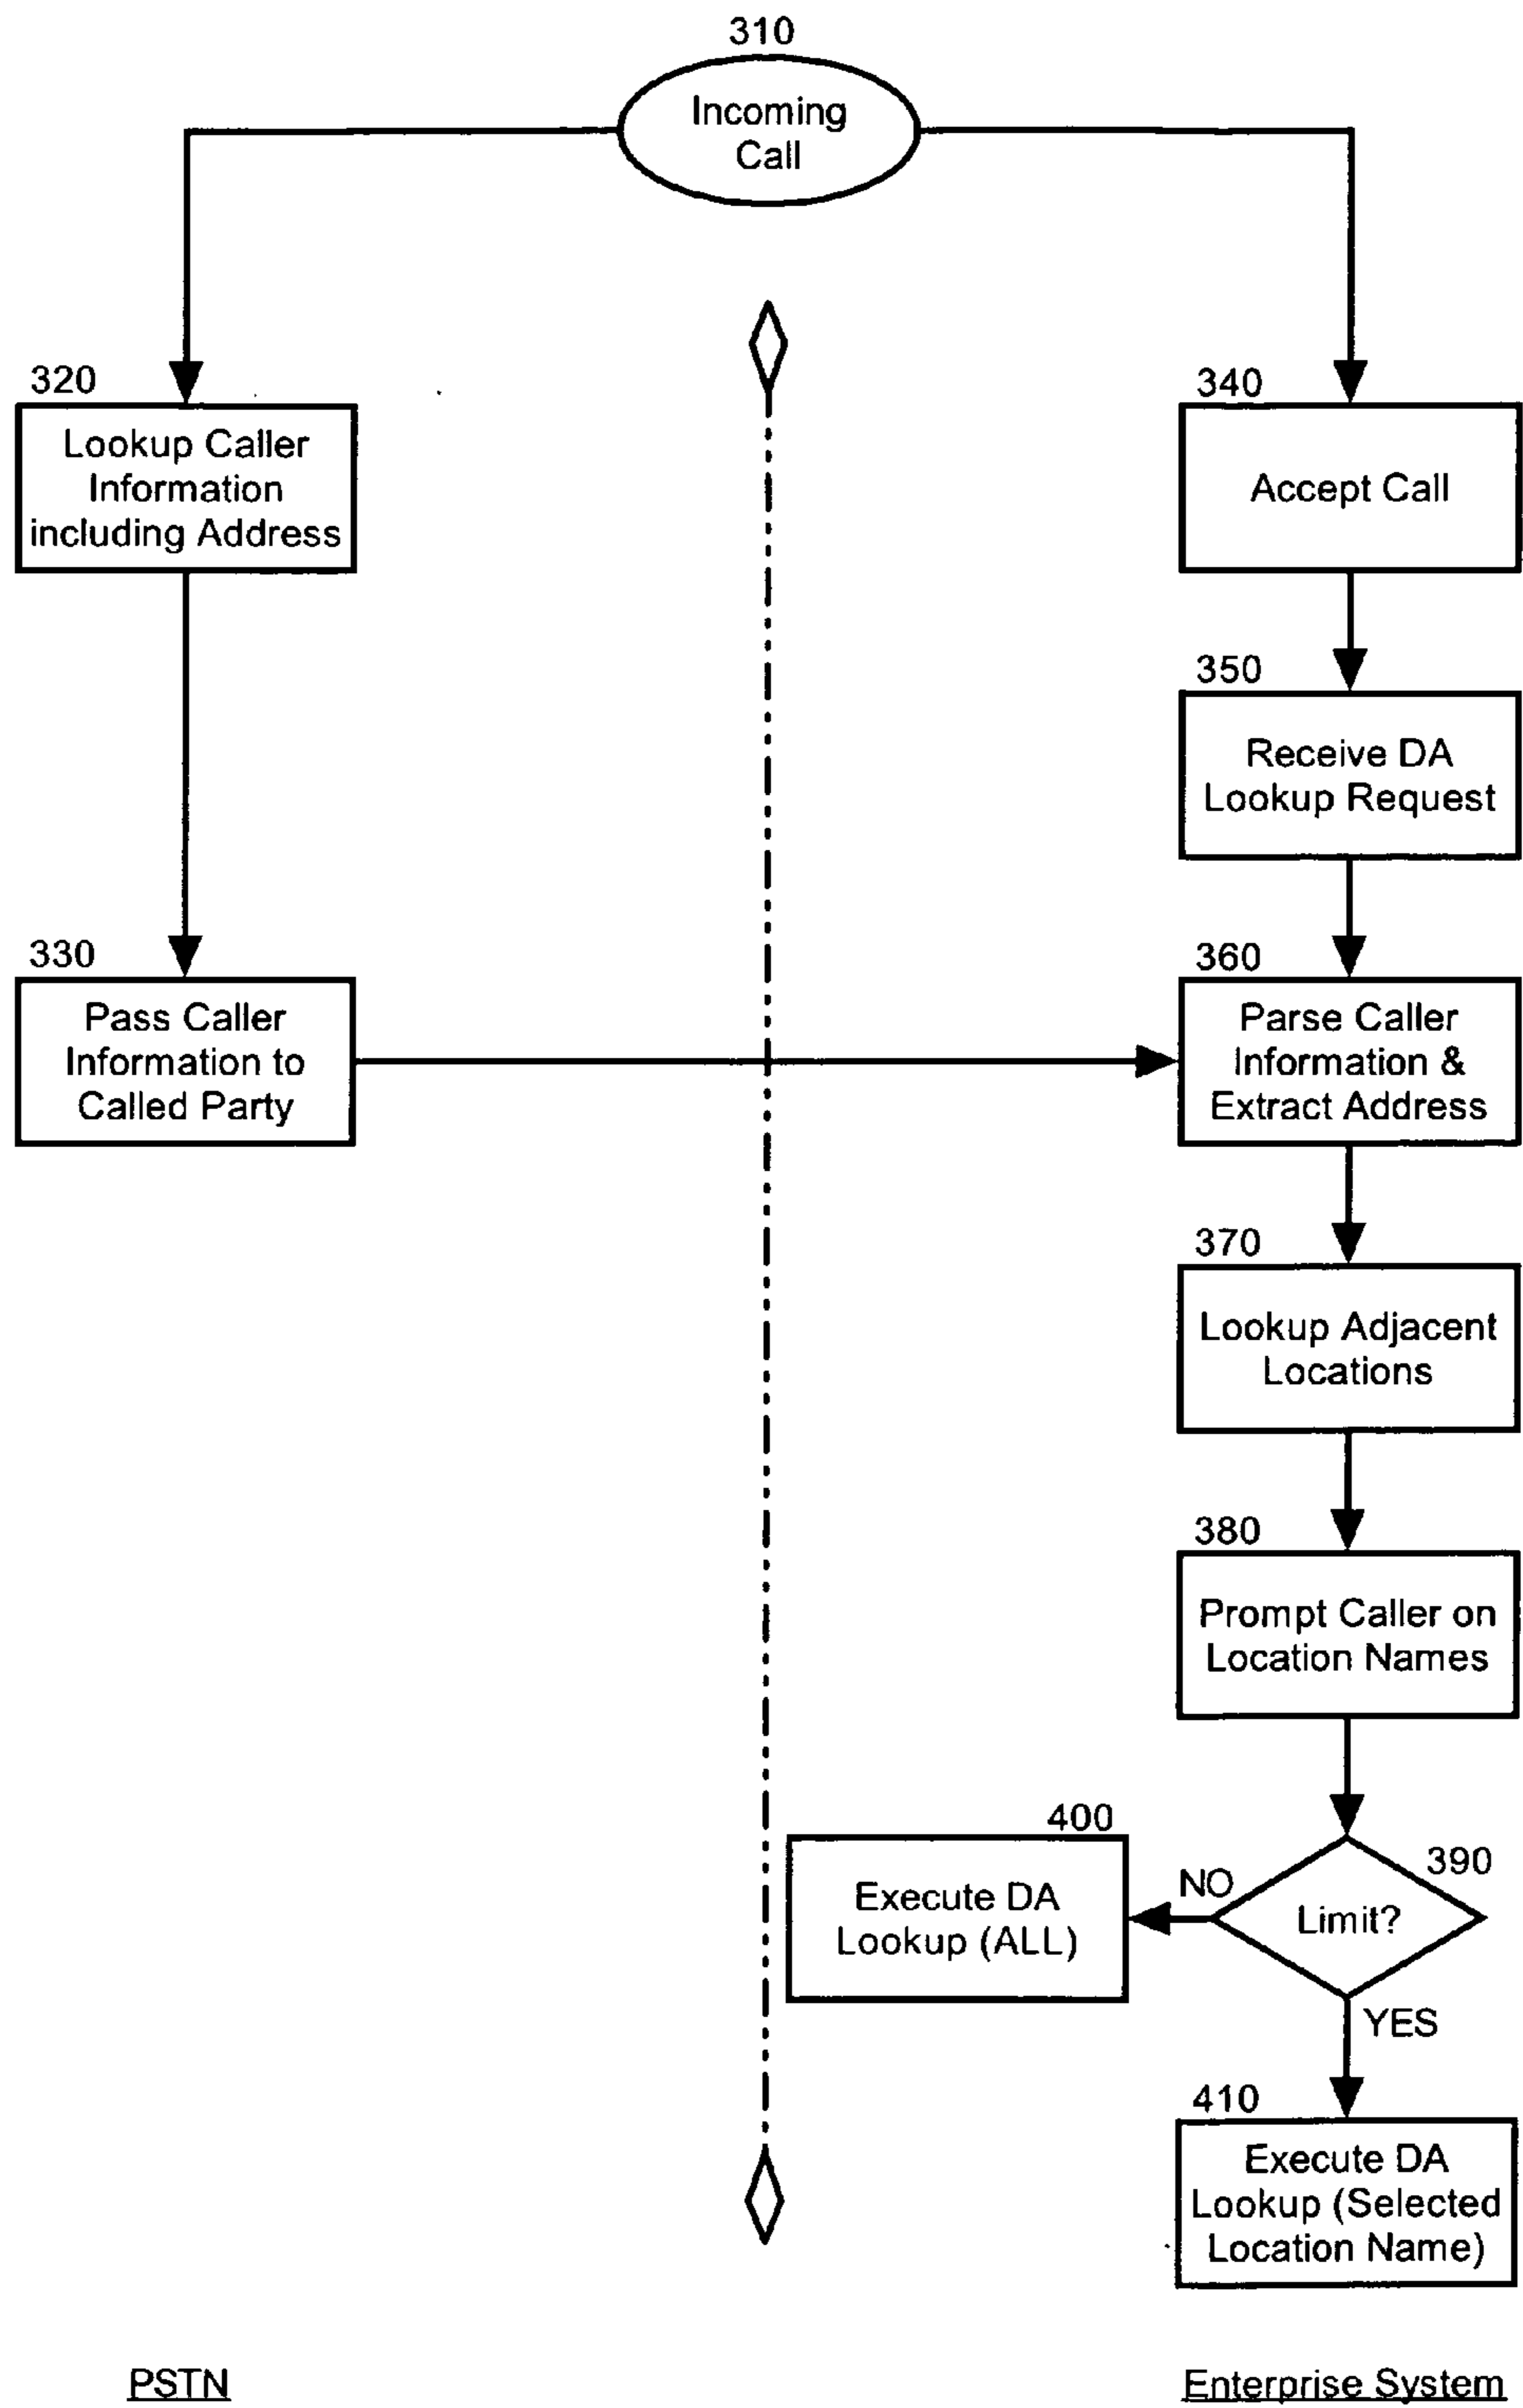 310
Incoming
Call
320
Lookup Caller
Information
including Address
340
Accept Call
350
Receive DA
Lookup Request
330
Pass Caller
Information to
Called Party
360
Parse Caller
Information &
Extract Address
370
Lookup Adjacent
Locations
380
Prompt Caller on
Location Names
400
Execute DA
Lookup (ALL)
NO
390
Limit?
YES
410
Execute DA
Lookup (Selected
Location Name)
PSTN
Enterprise System